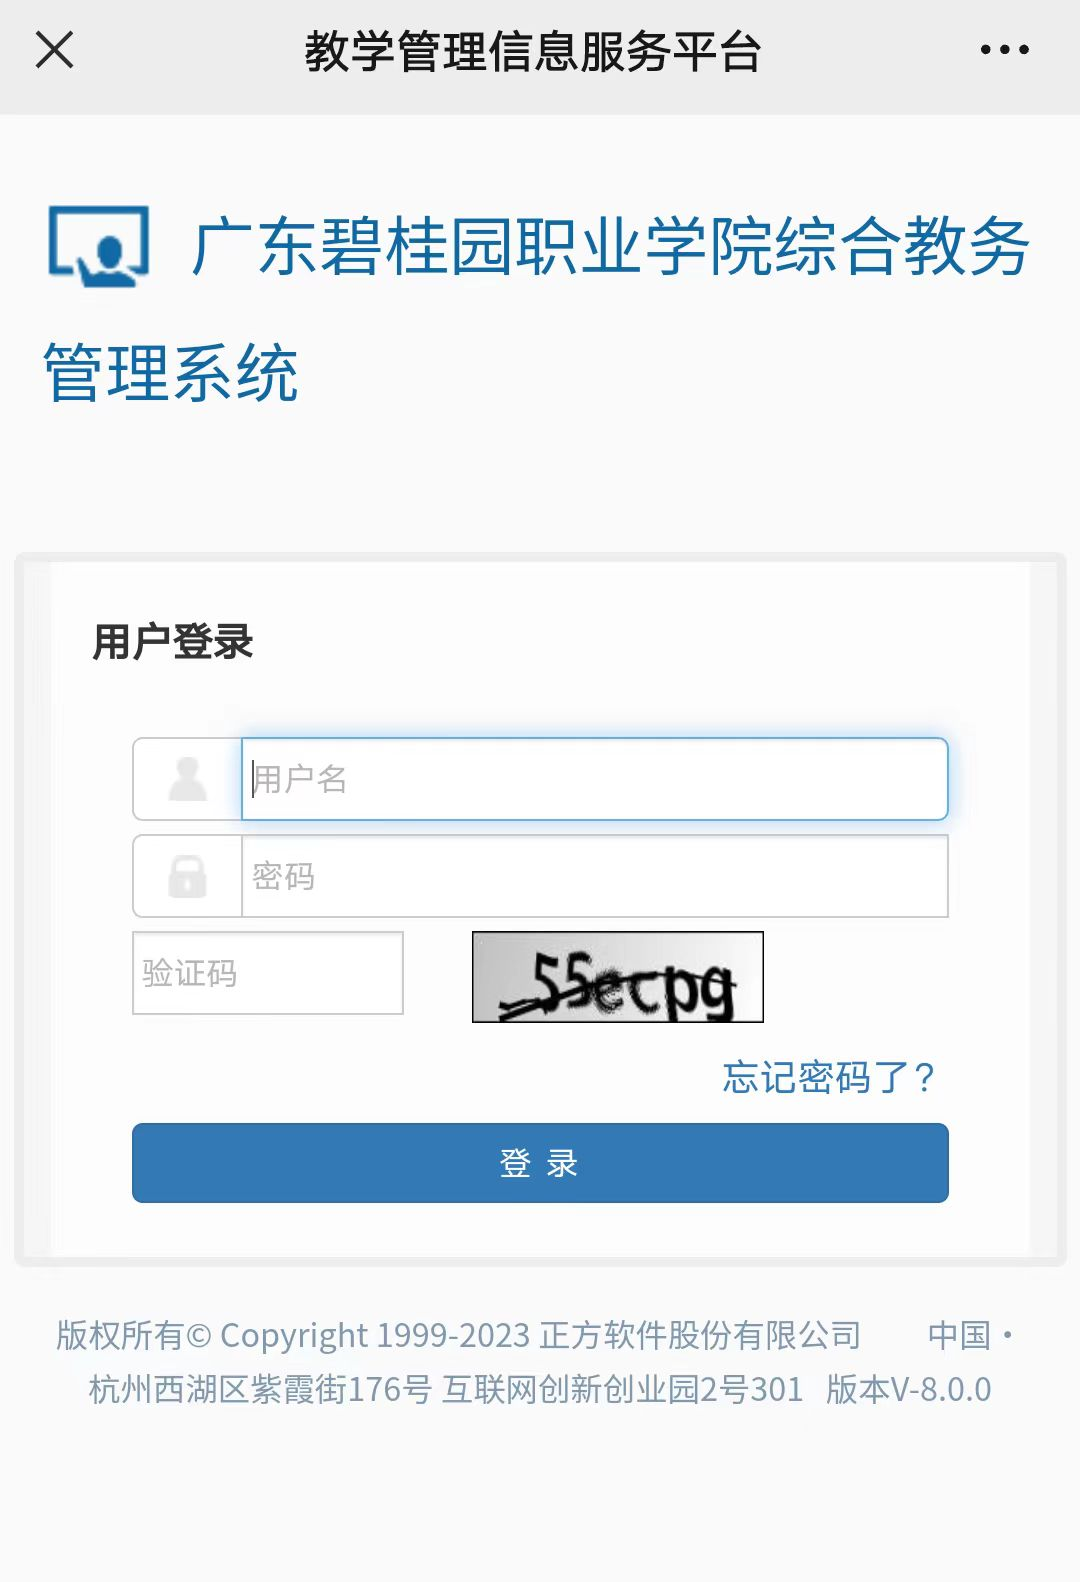 教学管理信息服务平台
广东碧桂园职业学院综合教务
管理系统
用户登录
用户名
密码
验证码
55ecpg
忘记密码了?
登 录
版权所有© Copyright 1999-2023 正方软件股份有限公司 中国·
杭州西湖区紫霞街176号 互联网创新创业园2号301 版本V-8.0.0